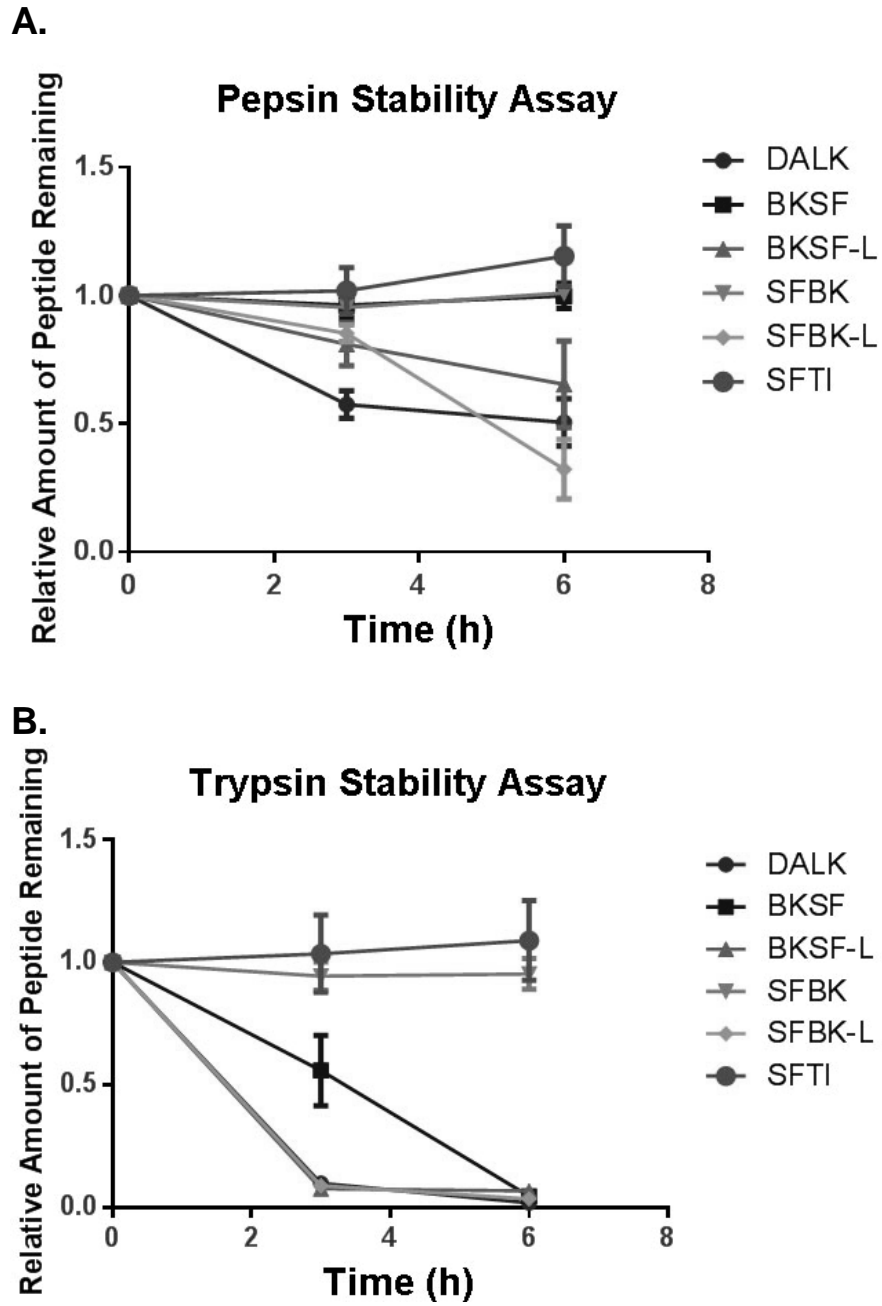 A.
Pepsin Stability Assay
Relative Amount of Peptide Remaining
1.5
1.0
0.5
0.0
0 2 4 6 8
Time (h)
DALK
BKSF
BKSF-L
SFBK
SFBK-L
SFTI
B.
Trypsin Stability Assay
Relative Amount of Peptide Remaining
1.5
1.0
0.5
0.0
0 2 4 6 8
Time (h)
DALK
BKSF
BKSF-L
SFBK
SFBK-L
SFTI